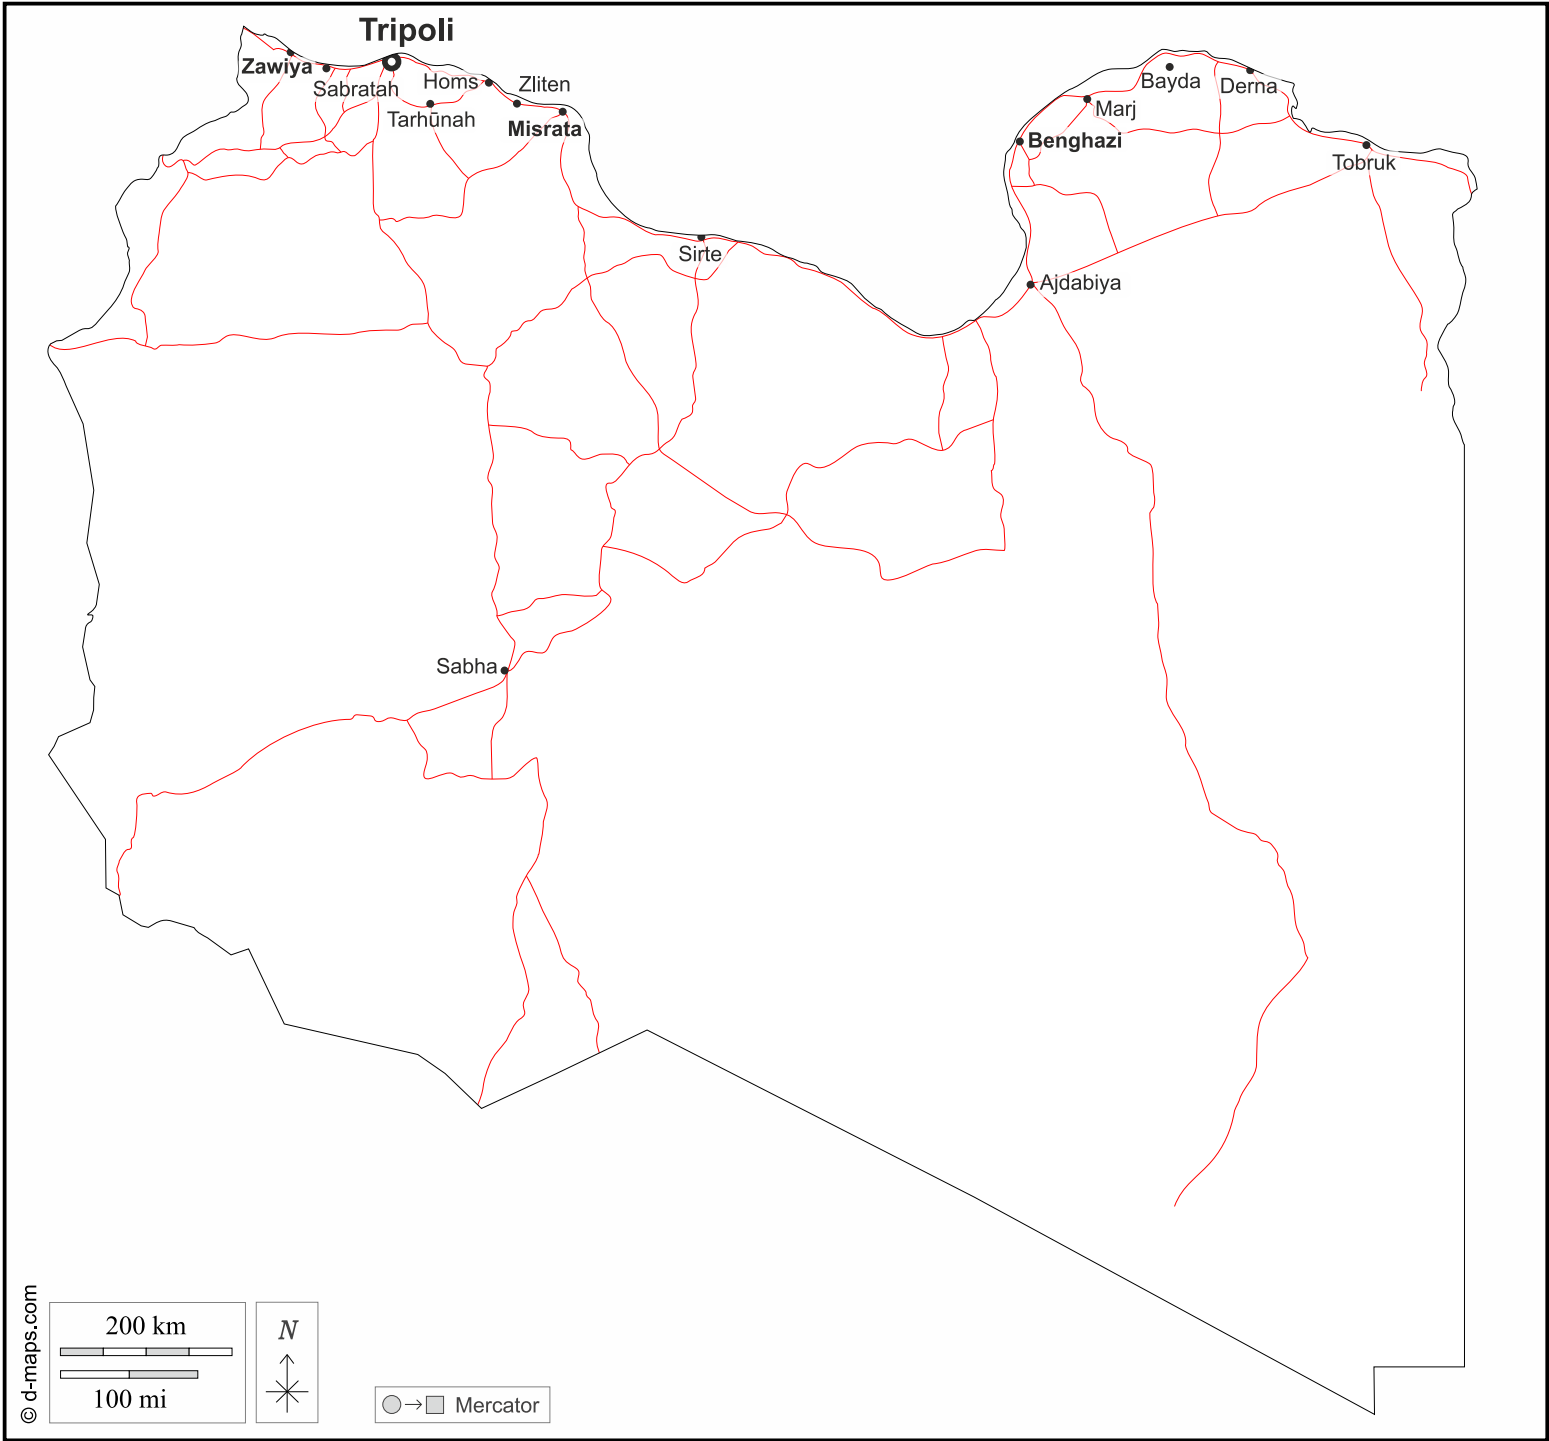 Tripoli
Zawiya
Sabratah
Homs
Zliten
Tarhūnah
Misrata
Bayda
Derna
Marj
Benghazi
Tobruk
Sirte
Ajdabiya
Sabha
© d-maps.com
200 km
100 mi
N
Mercator